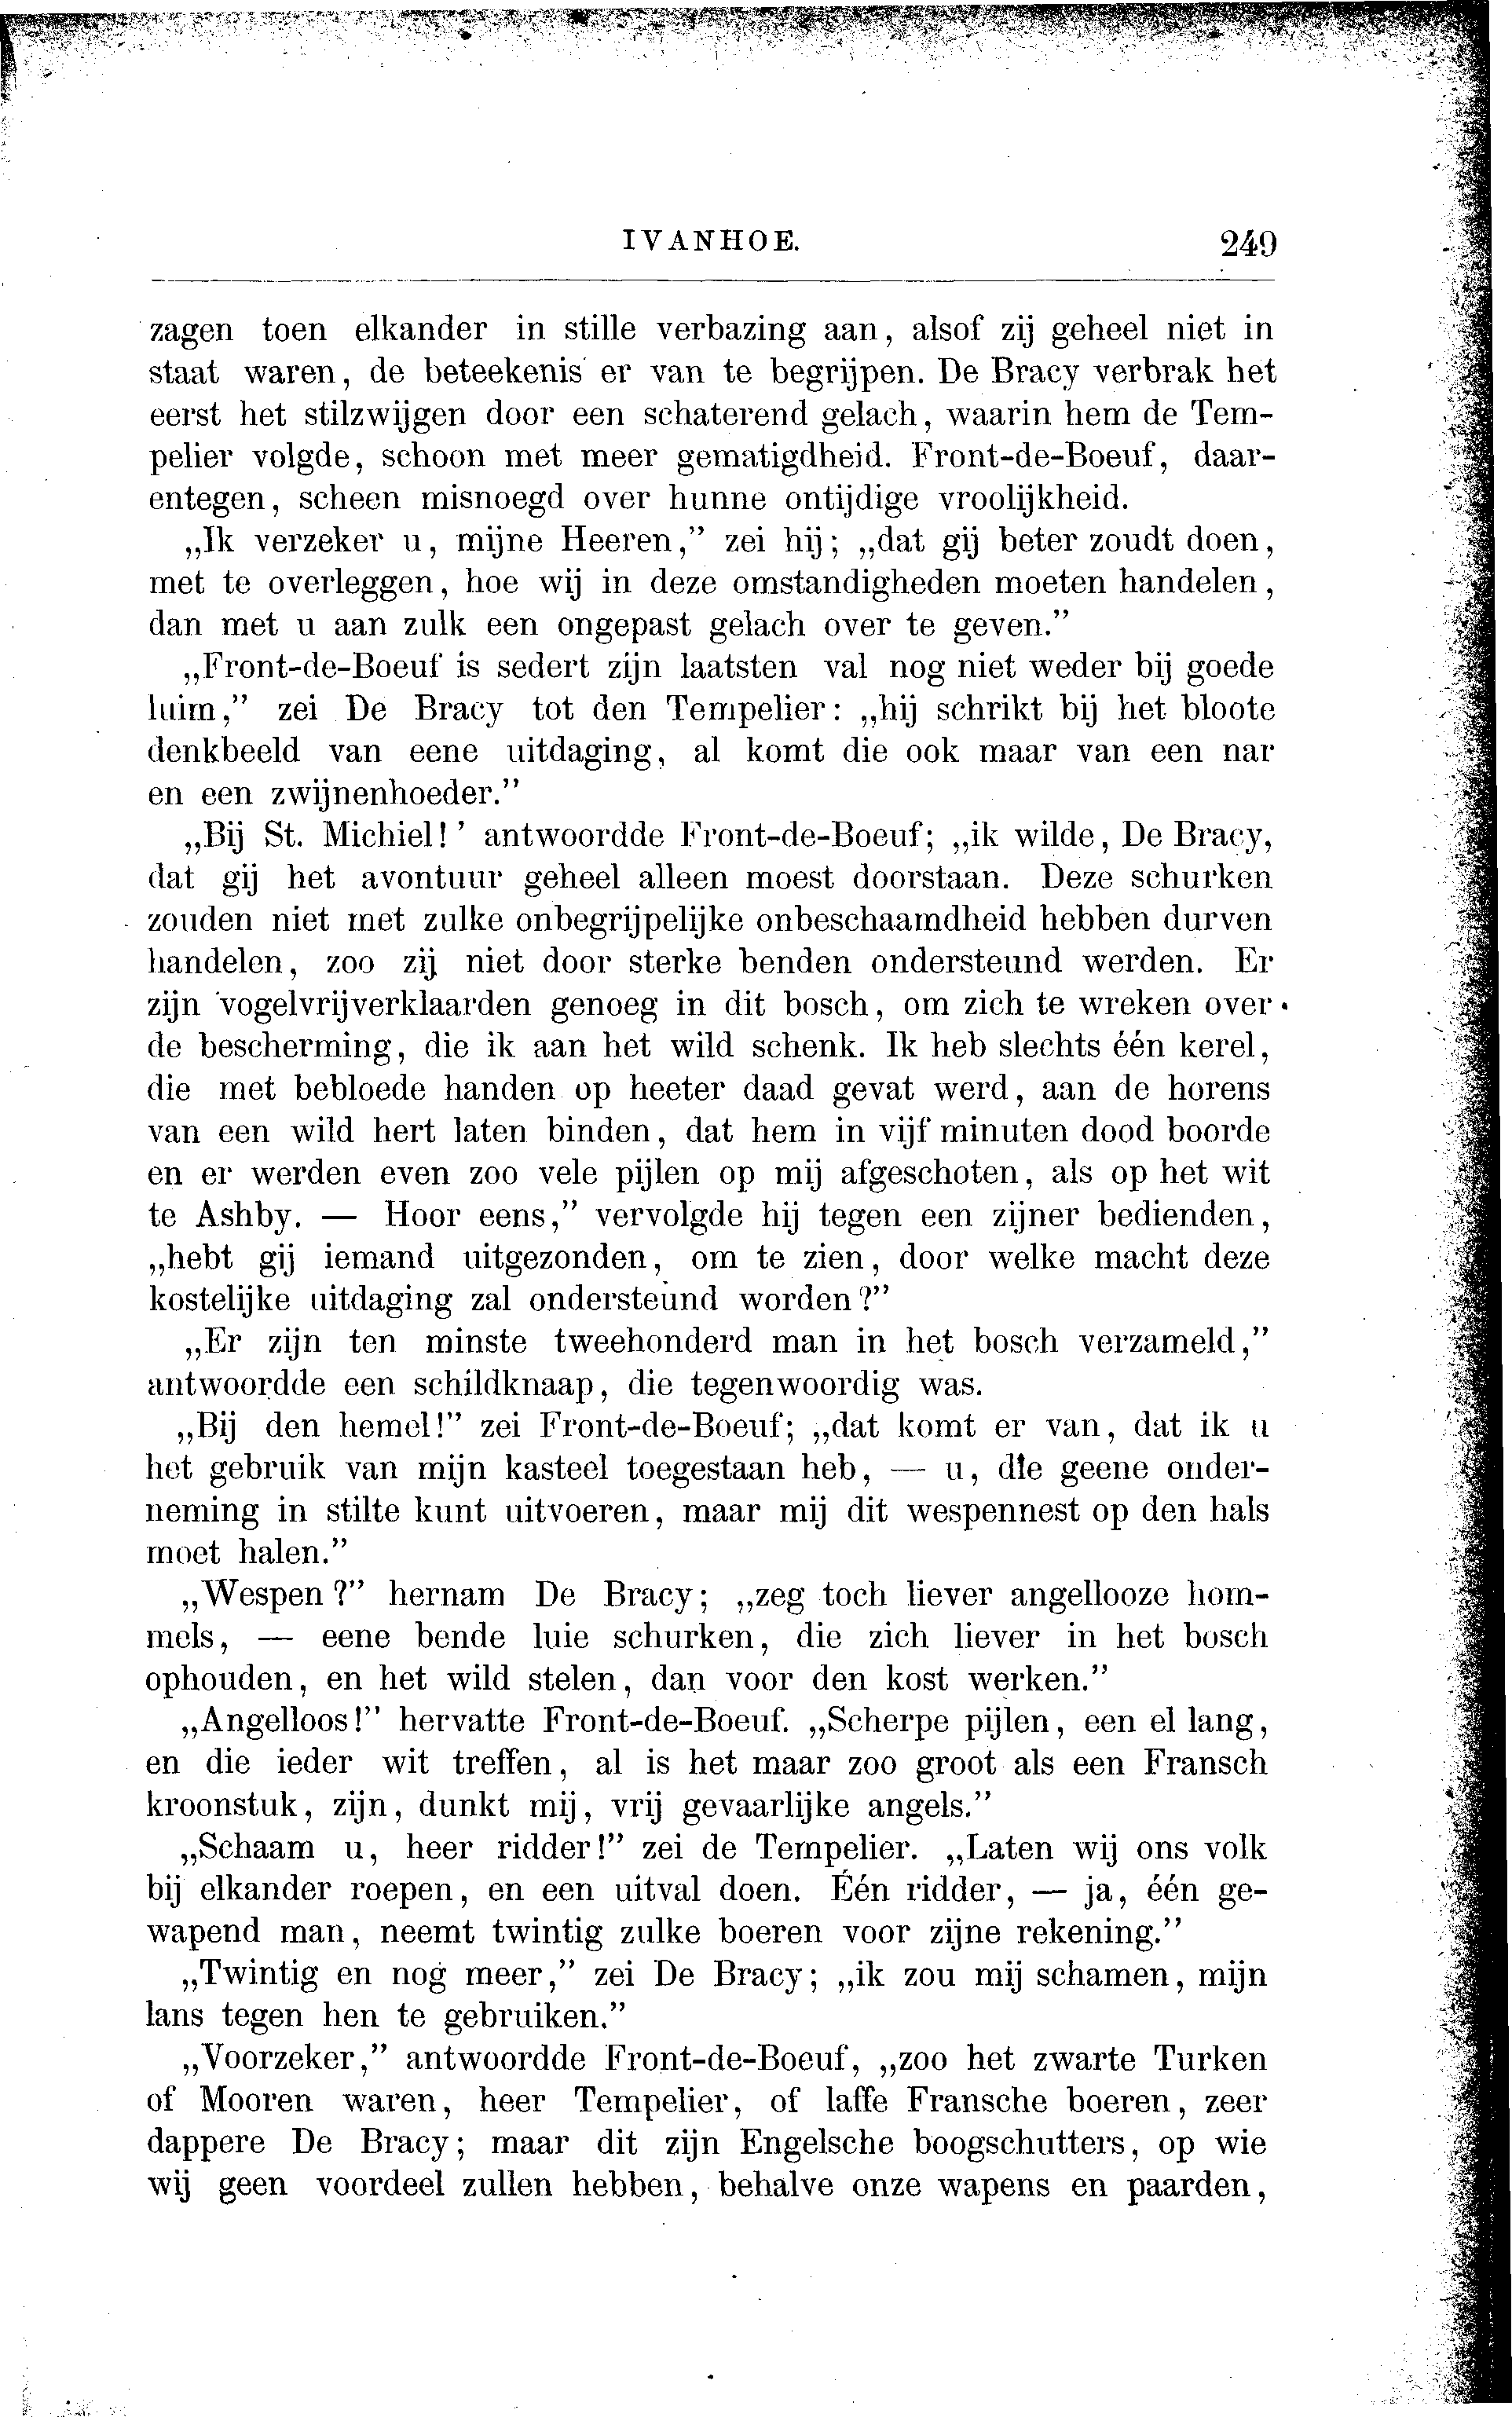 IVANHOE. 249
zagen toen elkander in stille verbazing aan, alsof zij geheel niet in
staat waren, de beteekenis er van te begrijpen. De Bracy verbrak het
eerst het stilzwijgen door een schaterend gelach, waarin hem de Tem-
pelier volgde, schoon met meer gematigdheid. Front-de-Boeuf, daar-
entegen, scheen misnoegd over hunne ontijdige vroolijkheid.
„Ik verzeker u, mijne Heeren,” zei hij; „dat gij beter zoudt doen,
met te overleggen, hoe wij in deze omstandigheden moeten handelen,
dan met u aan zulk een ongepast gelach over te geven.”
„Front-de-Boeuf is sedert zijn laatsten val nog niet weder bij goede
luim,” zei De Bracy tot den Tempelier: „hij schrikt bij het bloote
denkbeeld van eene uitdaging, al komt die ook maar van een nar
en een zwijnenhoeder.”
„Bij St. Michiel!’ antwoordde Front-de-Boeuf; „ik wilde, De Bracy,
dat gij het avontuur geheel alleen moest doorstaan. Deze schurken
zouden niet met zulke onbegrijpelijke onbeschaamdheid hebben durven
handelen, zoo zij niet door sterke benden ondersteund werden. Er
zijn vogelvrijverklaarden genoeg in dit bosch, om zich te wreken over
de bescherming, die ik aan het wild schenk. Ik heb slechts één kerel,
die met bebloede handen op heeter daad gevat werd, aan de horens
van een wild hert laten binden, dat hem in vijf minuten dood boorde
en er werden even zoo vele pijlen op mij afgeschoten, als op het wit
te Ashby. — Hoor eens,” vervolgde hij tegen een zijner bedienden,
„hebt gij iemand uitgezonden, om te zien, door welke macht deze
kostelijke uitdaging zal ondersteund worden?”
„Er zijn ten minste tweehonderd man in het bosch verzameld,”
antwoordde een schildknaap, die tegenwoordig was.
„Bij den hemel!” zei Front-de-Boeuf; „dat komt er van, dat ik u
het gebruik van mijn kasteel toegestaan heb, — u, die geene onder-
neming in stilte kunt uitvoeren, maar mij dit wespennest op den hals
moet halen.”
„Wespen?” hernam De Bracy; „zeg toch liever angellooze hom-
mels, — eene bende luie schurken, die zich liever in het bosch
ophouden, en het wild stelen, dan voor den kost werken.”
„Angelloos!” hervatte Front-de-Boeuf. „Scherpe pijlen, een el lang,
en die ieder wit treffen, al is het maar zoo groot als een Fransch
kroonstuk, zijn, dunkt mij, vrij gevaarlijke angels.”
„Schaam u, heer ridder!” zei de Tempelier. „Laten wij ons volk
bij elkander roepen, en een uitval doen. Één ridder, — ja, één ge-
wapend man, neemt twintig zulke boeren voor zijne rekening.”
„Twintig en nog meer,” zei De Bracy; „ik zou mij schamen, mijn
lans tegen hen te gebruiken.”
„Voorzeker,” antwoordde Front-de-Boeuf, „zoo het zwarte Turken
of Mooren waren, heer Tempelier, of laffe Fransche boeren, zeer
dappere De Bracy; maar dit zijn Engelsche boogschutters, op wie
wij geen voordeel zullen hebben, behalve onze wapens en paarden,